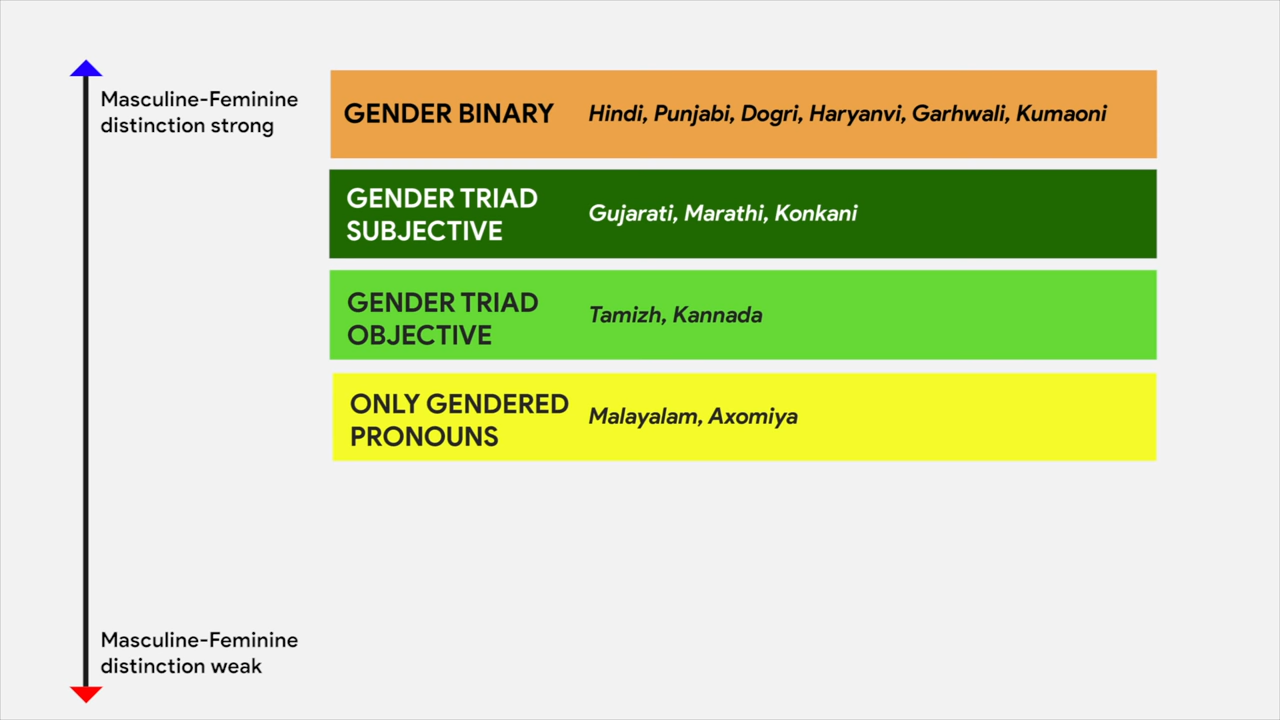 Masculine-Feminine
distinction strong
GENDER BINARY
Hindi, Punjabi, Dogri, Haryanvi, Garhwali, Kumaoni
GENDER TRIAD
SUBJECTIVE
Gujarati, Marathi, Konkani
GENDER TRIAD
OBJECTIVE
Tamizh, Kannada
ONLY GENDERED
PRONOUNS
Malayalam, Axomiya
Masculine-Feminine
distinction weak